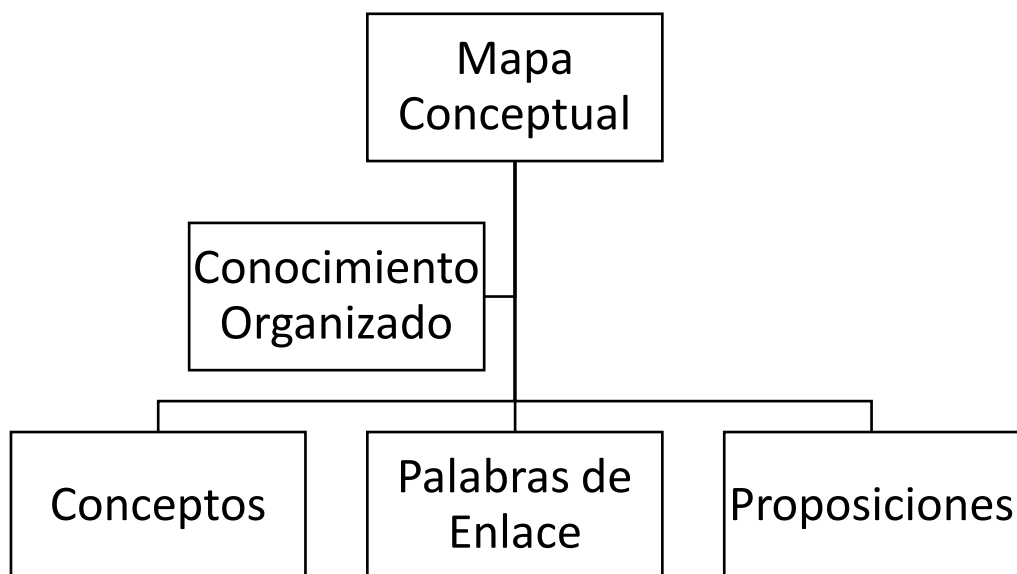 Mapa
Conceptual
Conocimiento
Organizado
Conceptos
Palabras de
Enlace
Proposiciones